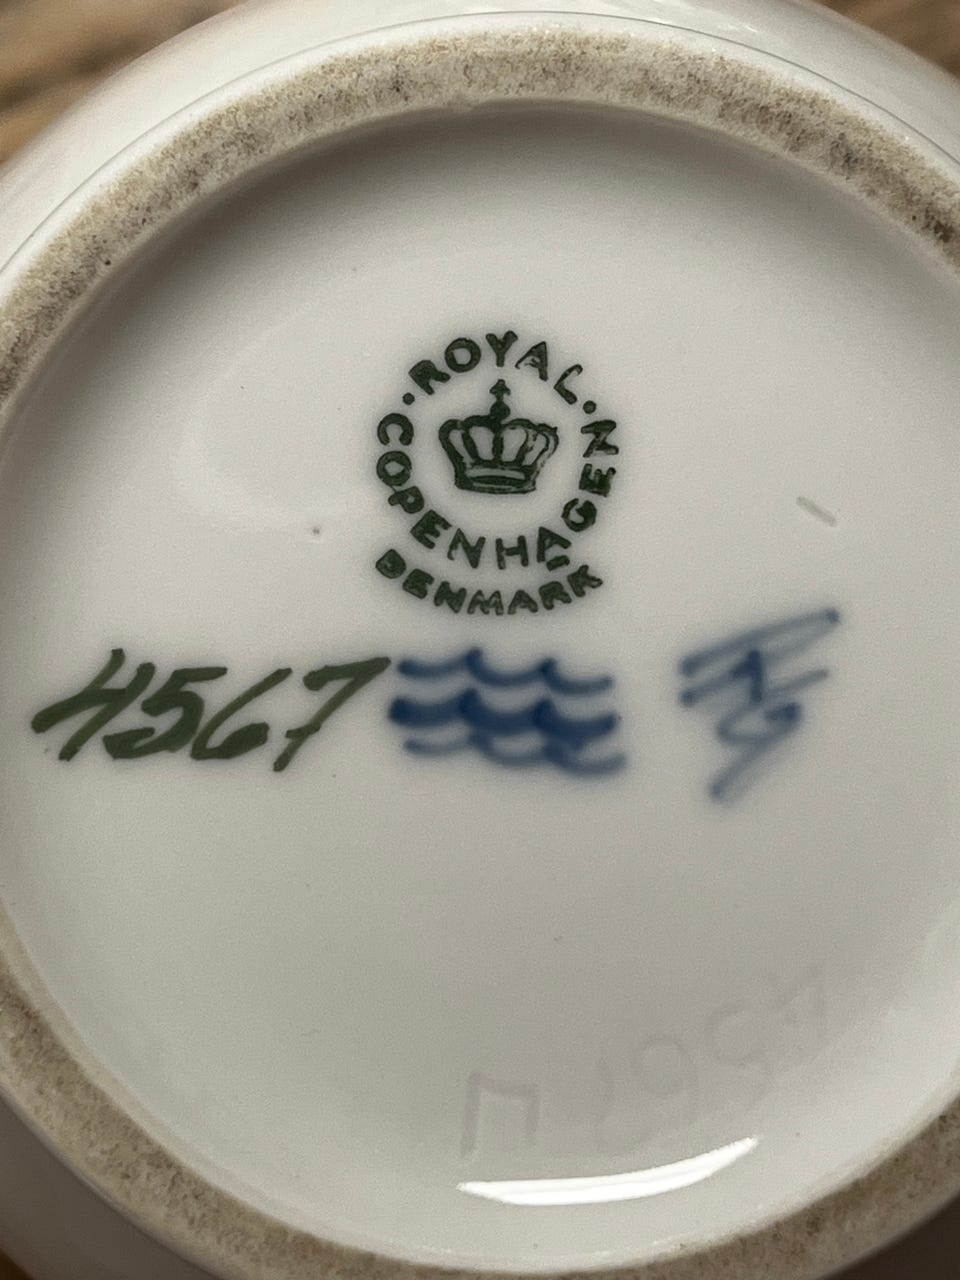 ROYAL
COPENHAGEN
DENMARK
4567